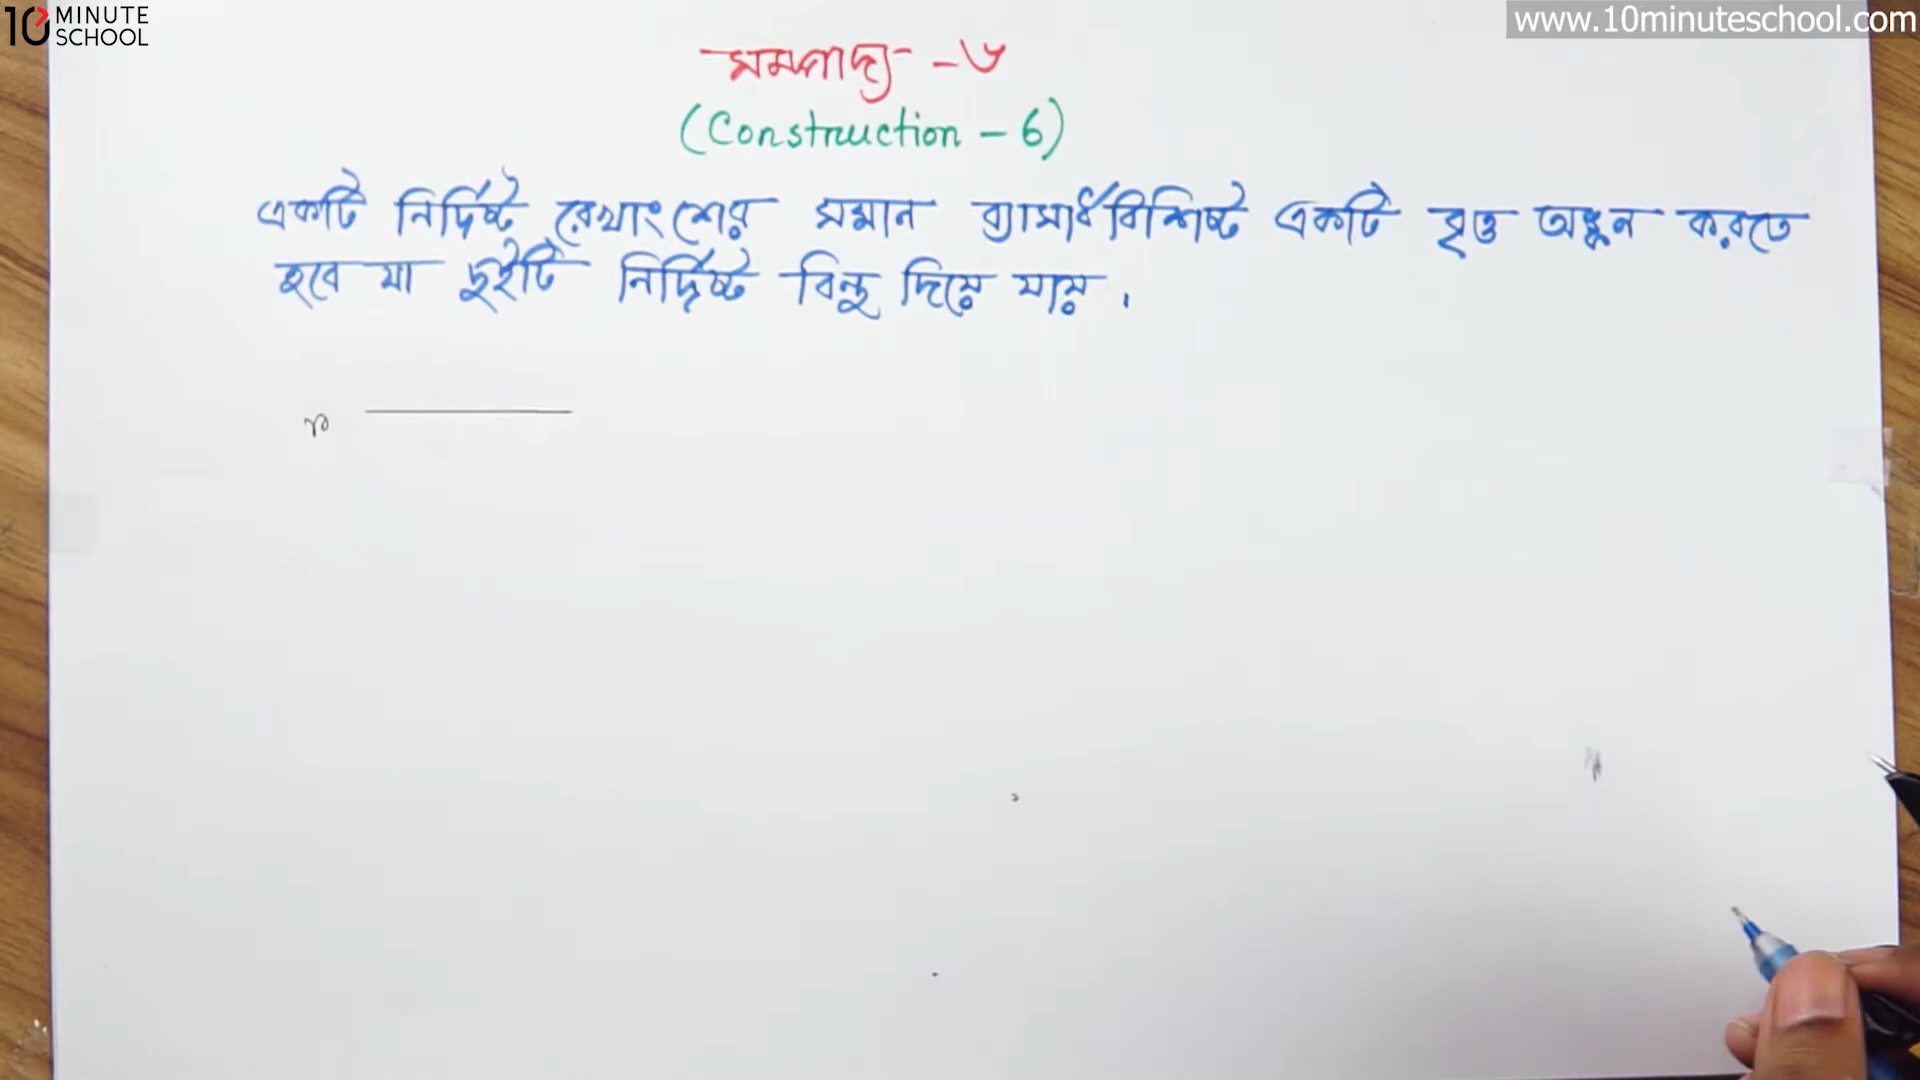 10 MINUTE SCHOOL
www.10minuteschool.com
সম্পাদ্য -৬
(Construction - 6)
একটি নির্দিষ্ট রেখাংশের সমান ব্যাসার্ধবিশিষ্ট একটি বৃত্ত অঙ্কন করতে
হবে যা দুইটি নির্দিষ্ট বিন্দু দিয়ে যায়।